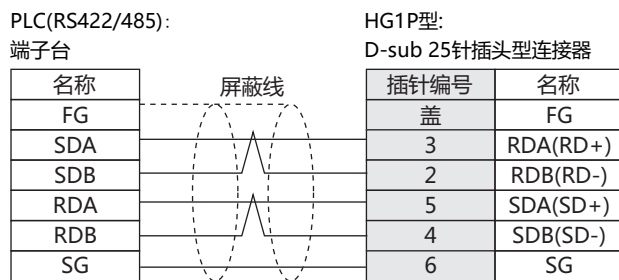 PLC(RS422/485): HG1P型:
端子台 D-sub 25针插头型连接器
名称 屏蔽线 插针编号 名称
FG 盖 FG
SDA 3 RDA(RD+)
SDB 2 RDB(RD-)
RDA 5 SDA(SD+)
RDB 4 SDB(SD-)
SG 6 SG